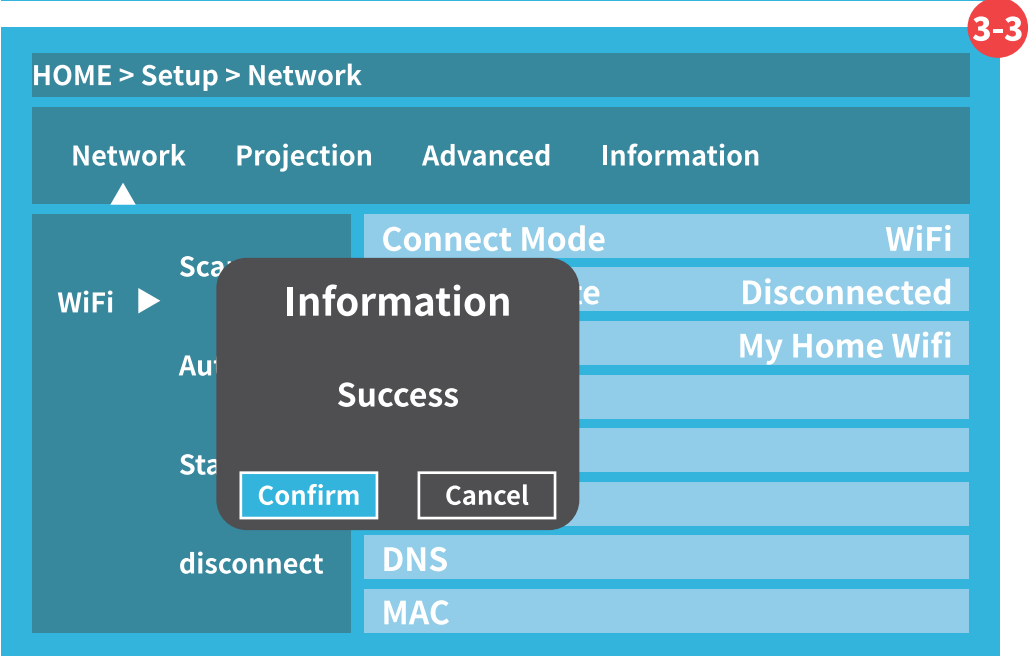 3-3
HOME > Setup > Network
Network Projection Advanced Information
Connect Mode WiFi
Disconnected
WiFi
My Home Wifi
Information
Success
Confirm Cancel
disconnect
DNS
MAC